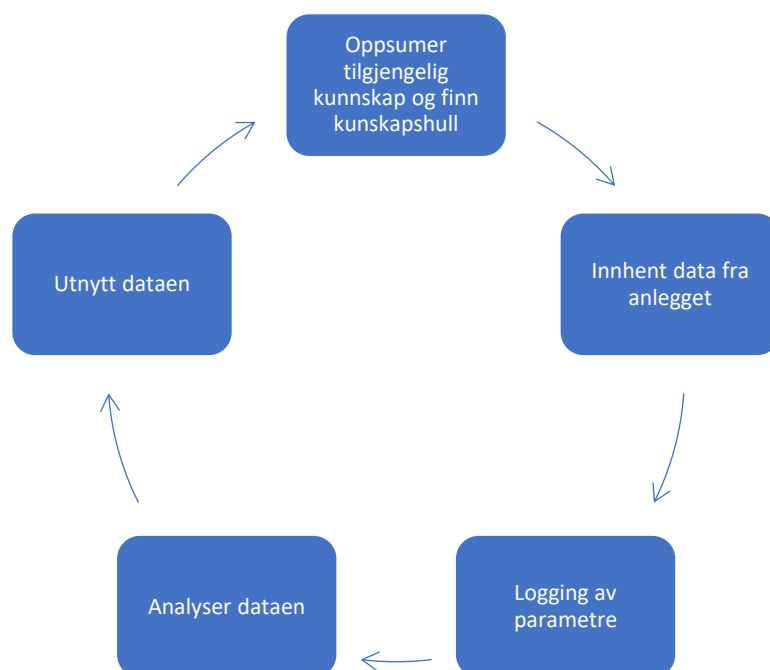 Oppsumer
tilgjengelig
kunnskap og finn
kunskapshull
Innhent data fra
anlegget
Logging av
parametre
Analyser dataen
Utnytt dataen